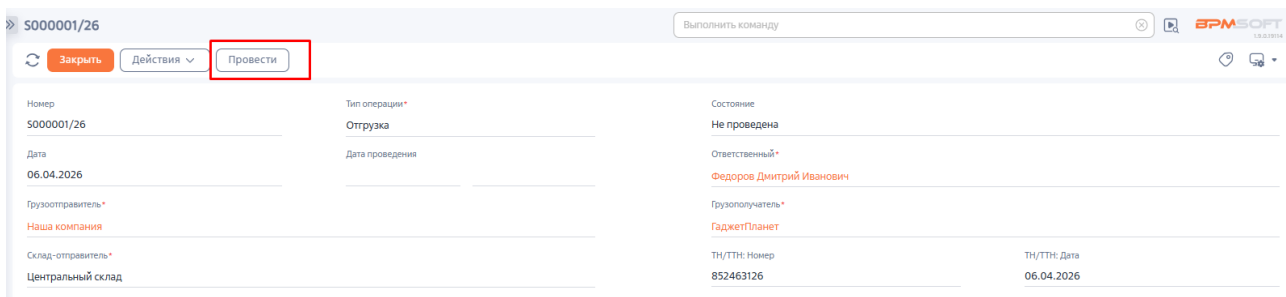 S000001/26
Выполнить команду
BPMSOFT
Закрыть
Действия
Провести
Номер
Тип операции*
Состояние
S000001/26
Отгрузка
Не проведена
Дата
Дата проведения
Ответственный*
06.04.2026
Федоров Дмитрий Иванович
Грузоотправитель*
Грузополучатель*
Наша компания
ГаджетПланет
Склад-отправитель*
ТН/ТТН: Номер
ТН/ТТН: Дата
Центральный склад
852463126
06.04.2026